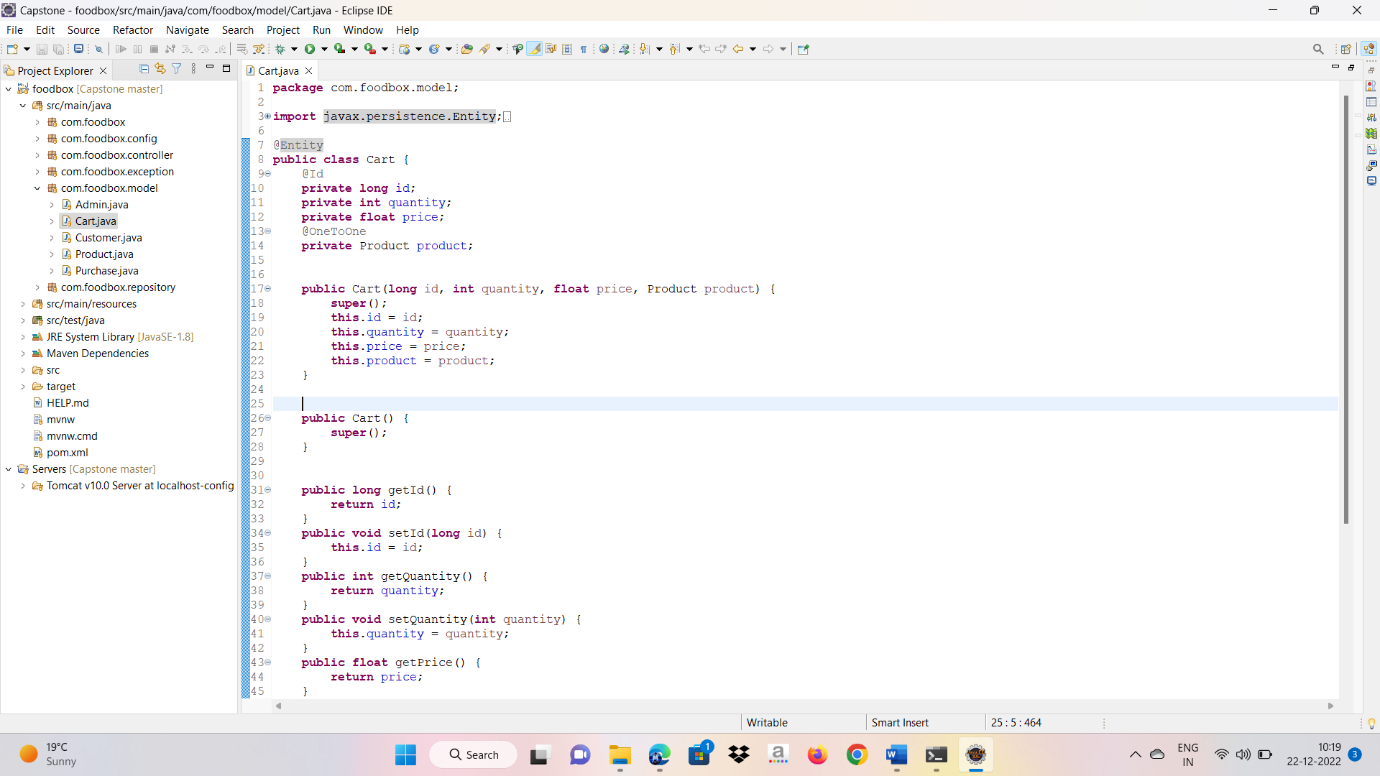 Capstone - foodbox/src/main/java/com/foodbox/model/Cart.java - Eclipse IDE
File Edit Source Refactor Navigate Search Project Run Window Help
Project Explorer
foodbox [Capstone master]
src/main/java
com.foodbox
com.foodbox.config
com.foodbox.controller
com.foodbox.exception
com.foodbox.model
Admin.java
Cart.java
Customer.java
Product.java
Purchase.java
com.foodbox.repository
src/main/resources
src/test/java
JRE System Library [JavaSE-1.8]
Maven Dependencies
src
target
HELP.md
mvnw
mvnw.cmd
pom.xml
Servers [Capstone master]
Tomcat v10.0 Server at localhost-config
Cart.java
1 package com.foodbox.model;
2
3 import javax.persistence.Entity;
6
7 @Entity
8 public class Cart {
9 @Id
10 private long id;
11 private int quantity;
12 private float price;
13 @OneToOne
14 private Product product;
15
16
17 public Cart(long id, int quantity, float price, Product product) {
18 super();
19 this.id = id;
20 this.quantity = quantity;
21 this.price = price;
22 this.product = product;
23 }
24
25
26 public Cart() {
27 super();
28 }
29
30
31 public long getId() {
32 return id;
33 }
34 public void setId(long id) {
35 this.id = id;
36 }
37 public int getQuantity() {
38 return quantity;
39 }
40 public void setQuantity(int quantity) {
41 this.quantity = quantity;
42 }
43 public float getPrice() {
44 return price;
45 }
Writable Smart Insert 25 : 5 : 464
19°C
Sunny
Search
1
ENG
IN
10:19
22-12-2022
3